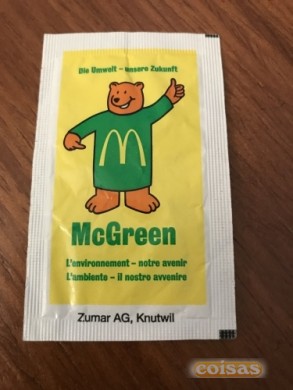 Die Umwelt – unsere Zukunft
M
McGreen
L'environnement – notre avenir
L'ambiente – il nostro avvenire
Zumar AG, Knutwil
coisas